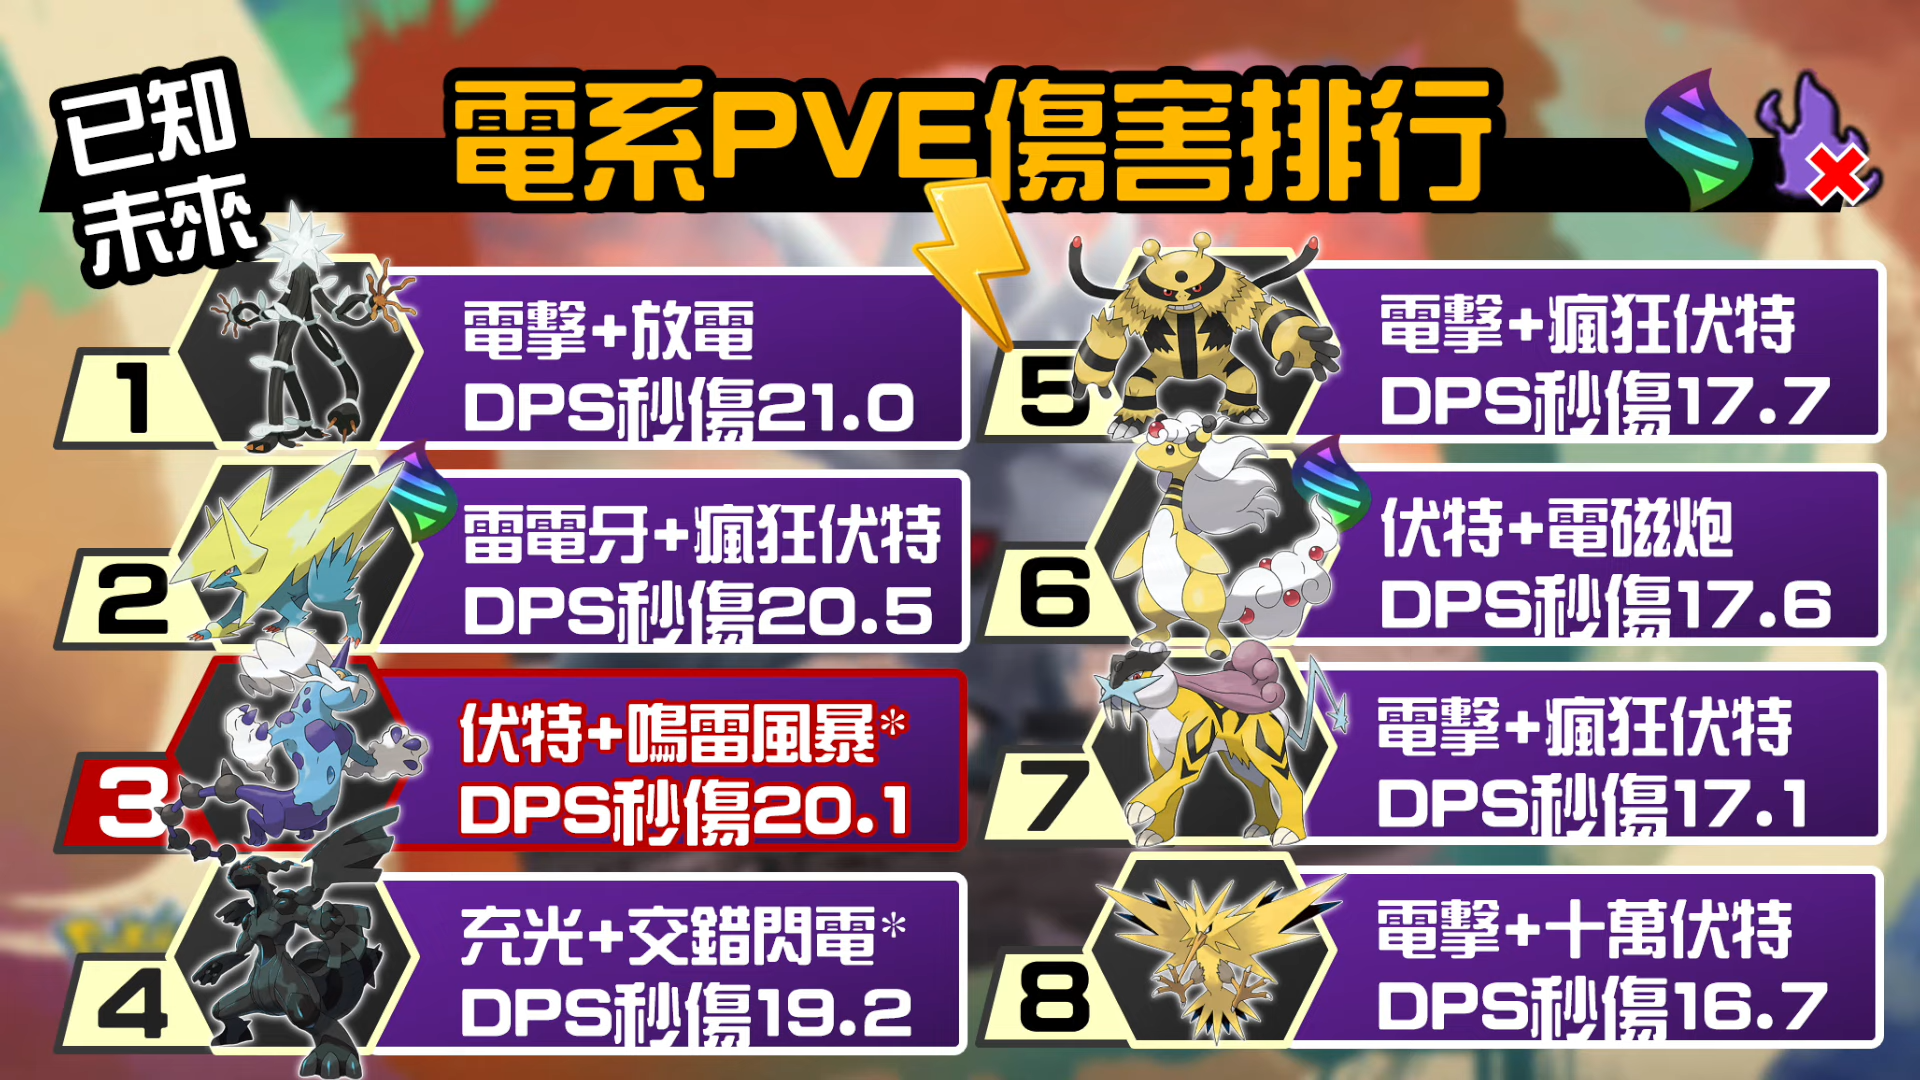 已知
未來
電系PVE傷害排行
1
電擊+放電
DPS秒傷21.0
2
雷電牙+瘋狂伏特
DPS秒傷20.5
3
伏特+鳴雷風暴*
DPS秒傷20.1
4
充光+交錯閃電*
DPS秒傷19.2
5
電擊+瘋狂伏特
DPS秒傷17.7
6
伏特+電磁炮
DPS秒傷17.6
7
電擊+瘋狂伏特
DPS秒傷17.1
8
電擊+十萬伏特
DPS秒傷16.7